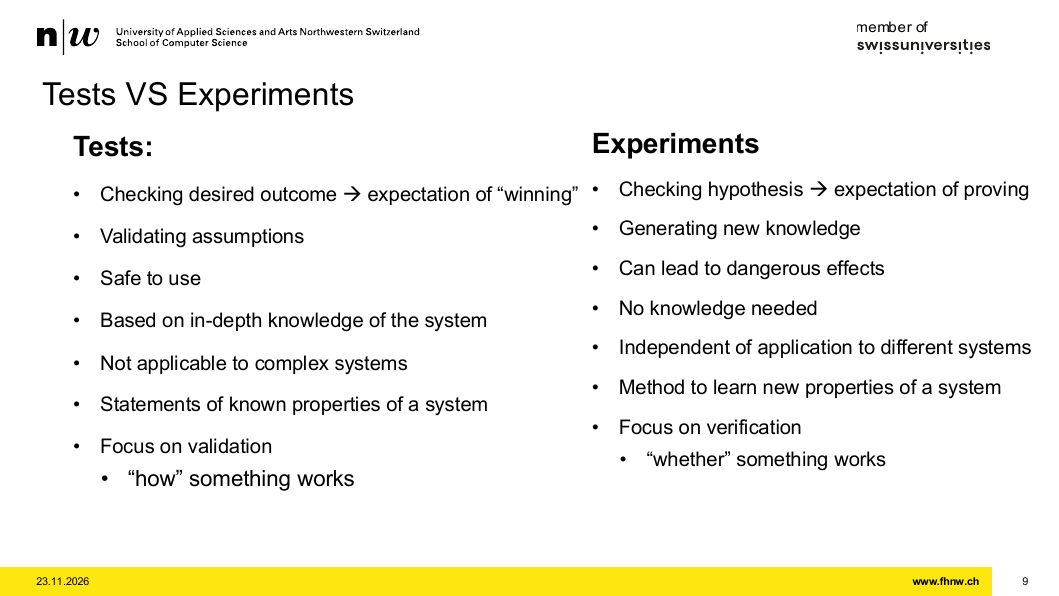 n w University of Applied Sciences and Arts Northwestern Switzerland
School of Computer Science
member of
swissuniversities
Tests VS Experiments
Tests:
• Checking desired outcome → expectation of “winning”
• Validating assumptions
• Safe to use
• Based on in-depth knowledge of the system
• Not applicable to complex systems
• Statements of known properties of a system
• Focus on validation
• “how” something works
Experiments
• Checking hypothesis → expectation of proving
• Generating new knowledge
• Can lead to dangerous effects
• No knowledge needed
• Independent of application to different systems
• Method to learn new properties of a system
• Focus on verification
• “whether” something works
23.11.2026
www.fhnw.ch
9